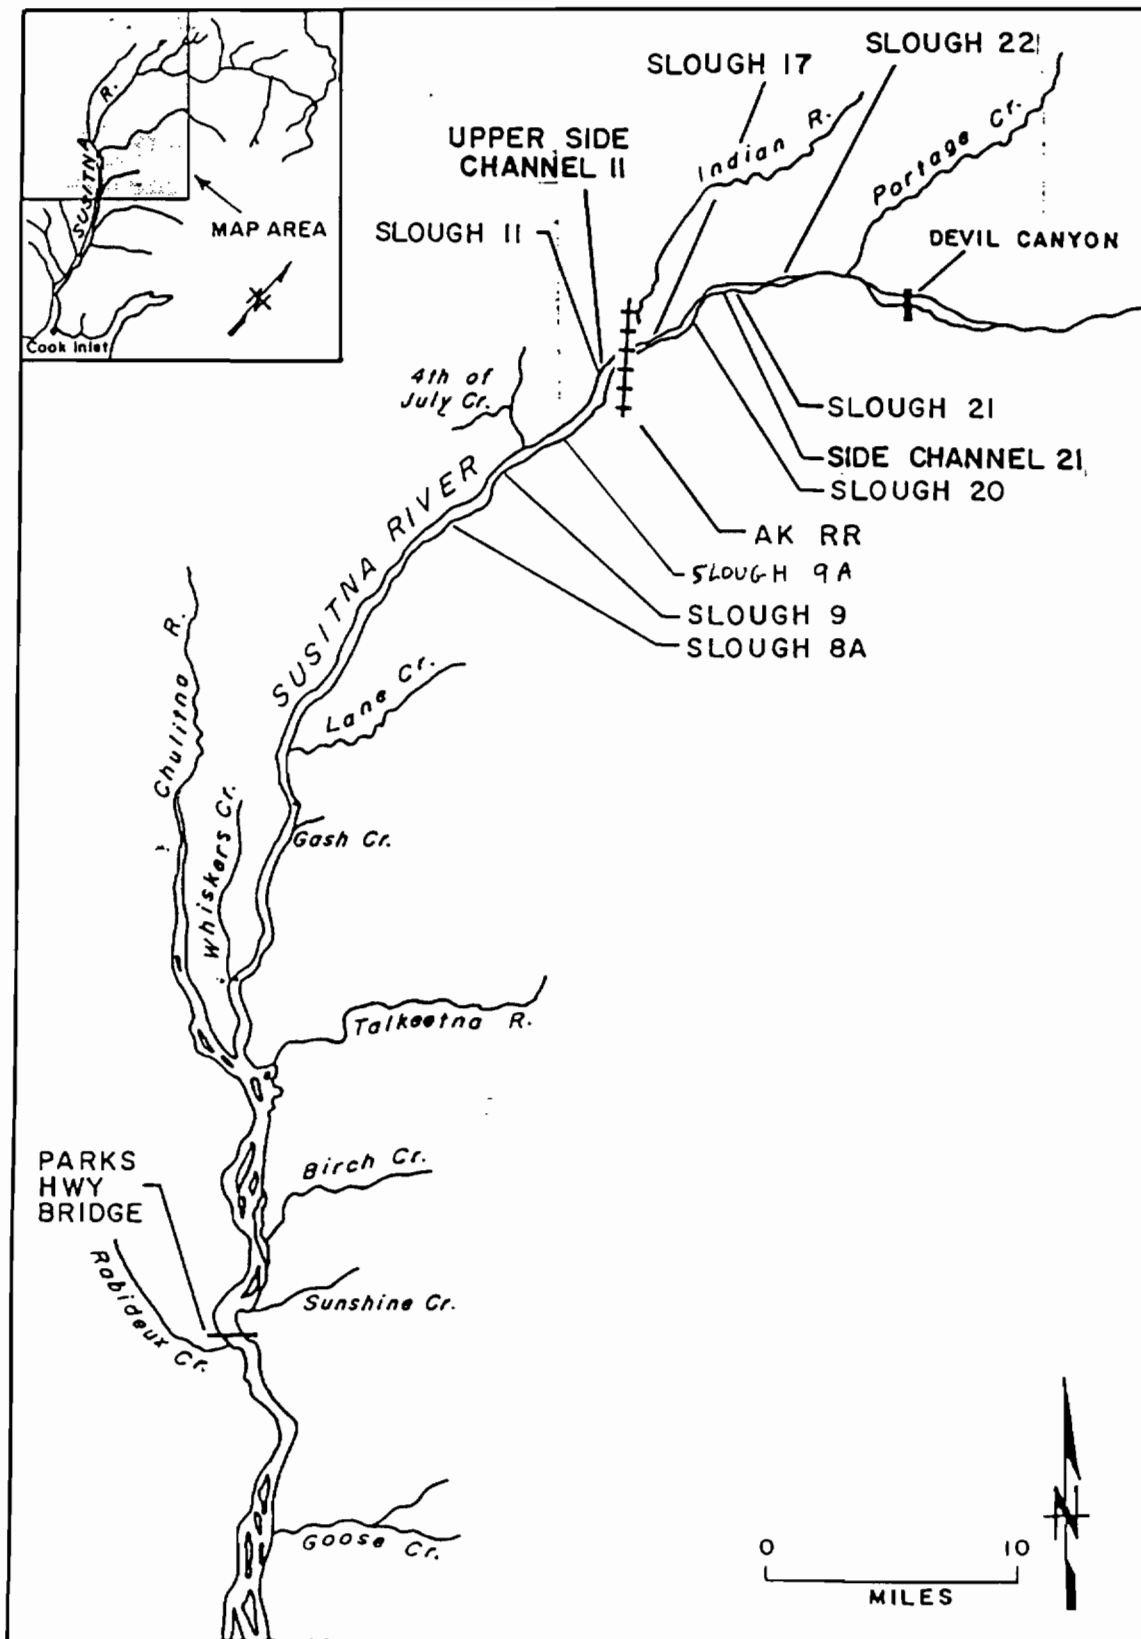 SUSITNA R.
MAP AREA
Cook Inlet
SLOUGH 22
SLOUGH 17
UPPER SIDE
CHANNEL 11
Indian R.
Portage Cr.
SLOUGH 11
DEVIL CANYON
4th of
July Cr.
SLOUGH 21
SIDE CHANNEL 21
SLOUGH 20
AK RR
SLOUGH 9A
SLOUGH 9
SLOUGH 8A
SUSITNA RIVER
Chulitna R.
Lane Cr.
Whiskers Cr.
Gash Cr.
Talkeetna R.
PARKS
HWY
BRIDGE
Birch Cr.
Rabideux Cr.
Sunshine Cr.
Goose Cr.
N
0 10
MILES